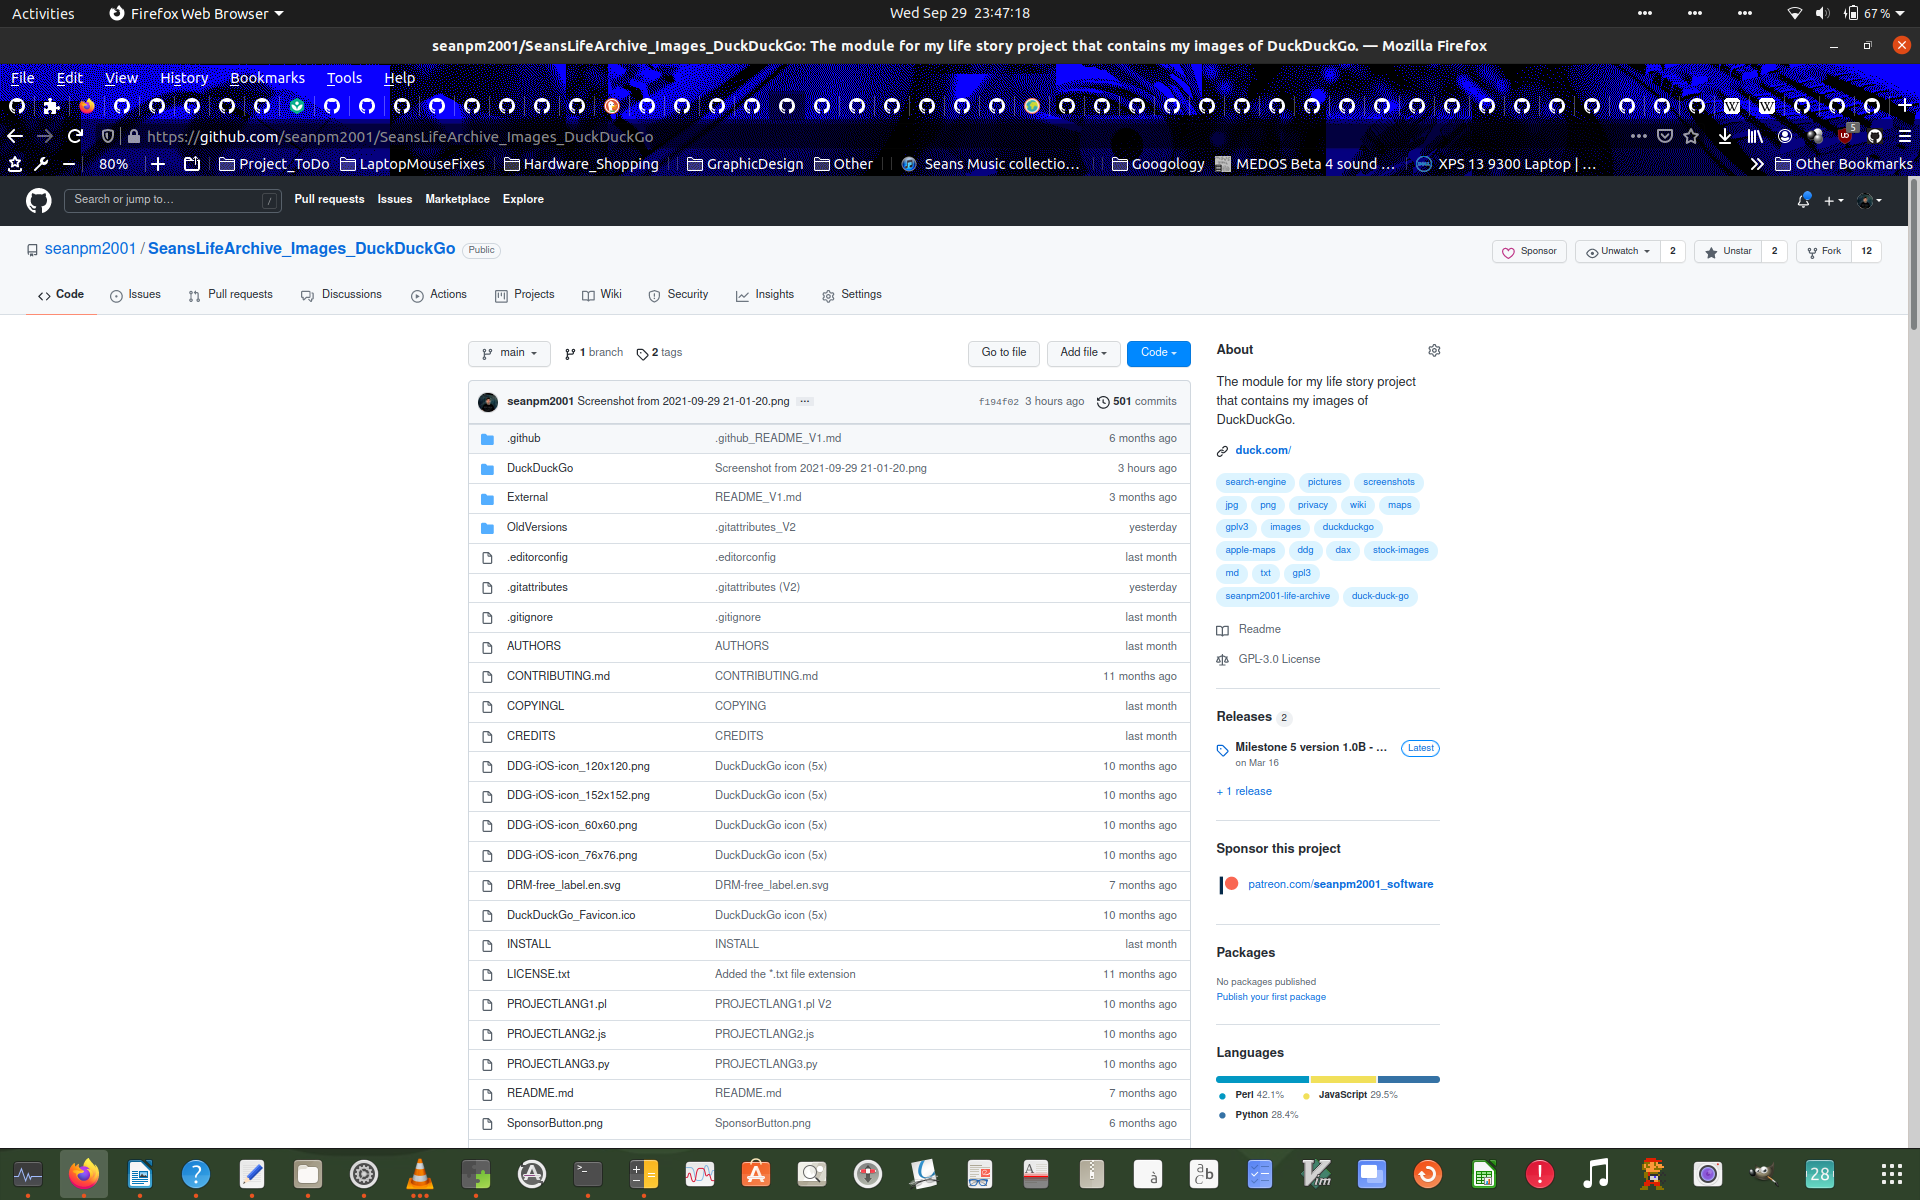 Activities Firefox Web Browser Wed Sep 29 23:47:18 67 %
seanpm2001/SeansLifeArchive_Images_DuckDuckGo: The module for my life story project that contains my images of DuckDuckGo. — Mozilla Firefox
File Edit View History Bookmarks Tools Help
https://github.com/seanpm2001/SeansLifeArchive_Images_DuckDuckGo 5
80% Project_ToDo LaptopMouseFixes Hardware_Shopping GraphicDesign Other Seans Music collectio… Googology MEDOS Beta 4 sound … XPS 13 9300 Laptop | … Other Bookmarks
Search or jump to… / Pull requests Issues Marketplace Explore
seanpm2001 / SeansLifeArchive_Images_DuckDuckGo Public Sponsor Unwatch 2 Unstar 2 Fork 12
Code Issues Pull requests Discussions Actions Projects Wiki Security Insights Settings
main 1 branch 2 tags Go to file Add file Code
seanpm2001 Screenshot from 2021-09-29 21-01-20.png ... f194f02 3 hours ago 501 commits
.github .github_README_V1.md 6 months ago
DuckDuckGo Screenshot from 2021-09-29 21-01-20.png 3 hours ago
External README_V1.md 3 months ago
OldVersions .gitattributes_V2 yesterday
.editorconfig .editorconfig last month
.gitattributes .gitattributes (V2) yesterday
.gitignore .gitignore last month
AUTHORS AUTHORS last month
CONTRIBUTING.md CONTRIBUTING.md 11 months ago
COPYINGL COPYING last month
CREDITS CREDITS last month
DDG-iOS-icon_120x120.png DuckDuckGo icon (5x) 10 months ago
DDG-iOS-icon_152x152.png DuckDuckGo icon (5x) 10 months ago
DDG-iOS-icon_60x60.png DuckDuckGo icon (5x) 10 months ago
DDG-iOS-icon_76x76.png DuckDuckGo icon (5x) 10 months ago
DRM-free_label.en.svg DRM-free_label.en.svg 7 months ago
DuckDuckGo_Favicon.ico DuckDuckGo icon (5x) 10 months ago
INSTALL INSTALL last month
LICENSE.txt Added the *.txt file extension 11 months ago
PROJECTLANG1.pl PROJECTLANG1.pl V2 10 months ago
PROJECTLANG2.js PROJECTLANG2.js 10 months ago
PROJECTLANG3.py PROJECTLANG3.py 10 months ago
README.md README.md 7 months ago
SponsorButton.png SponsorButton.png 6 months ago
About
The module for my life story project
that contains my images of
DuckDuckGo.
duck.com/
search-engine pictures screenshots
jpg png privacy wiki maps
gplv3 images duckduckgo
apple-maps ddg dax stock-images
md txt gpl3
seanpm2001-life-archive duck-duck-go
Readme
GPL-3.0 License
Releases 2
Milestone 5 version 1.0B - ... Latest
on Mar 16
+ 1 release
Sponsor this project
patreon.com/seanpm2001_software
Packages
No packages published
Publish your first package
Languages
Perl 42.1% JavaScript 29.5%
Python 28.4%
28